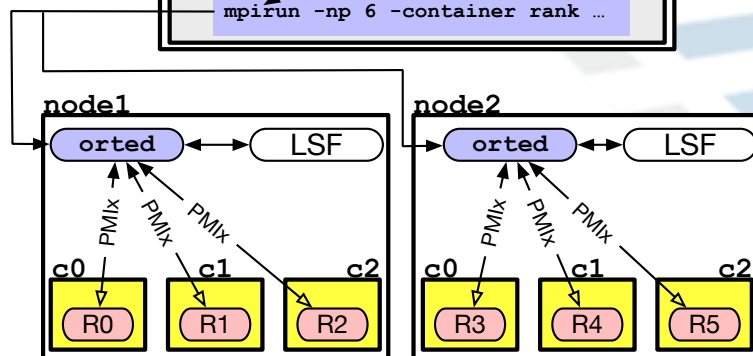 mpirun -np 6 -container rank …
node1
node2
orted
LSF
orted
LSF
PMIx
PMIx
PMIx
PMIx
PMIx
PMIx
c0
c1
c2
c0
c1
c2
R0
R1
R2
R3
R4
R5